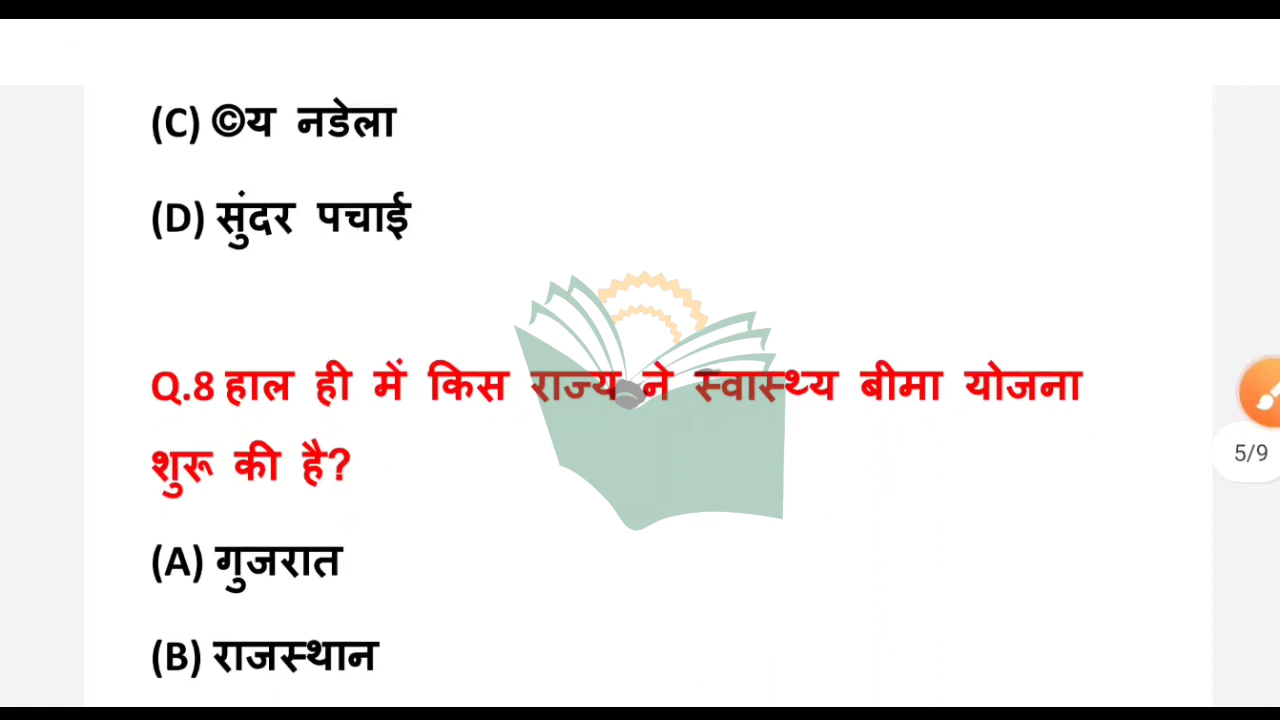 (C) ©य नडेला
(D) सुंदर पचाई
Q.8 हाल ही में किस राज्य ने स्वास्थ्य बीमा योजना
शुरू की है?
5/9
(A) गुजरात
(B) राजस्थान